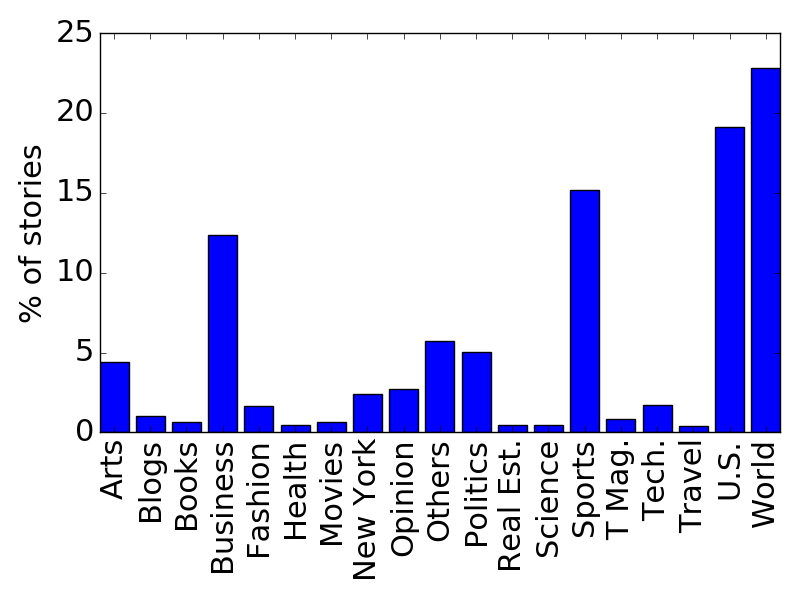 25
20
15
10
5
0
% of stories
Arts
Blogs
Books
Business
Fashion
Health
Movies
New York
Opinion
Others
Politics
Real Est.
Science
Sports
T Mag.
Tech.
Travel
U.S.
World